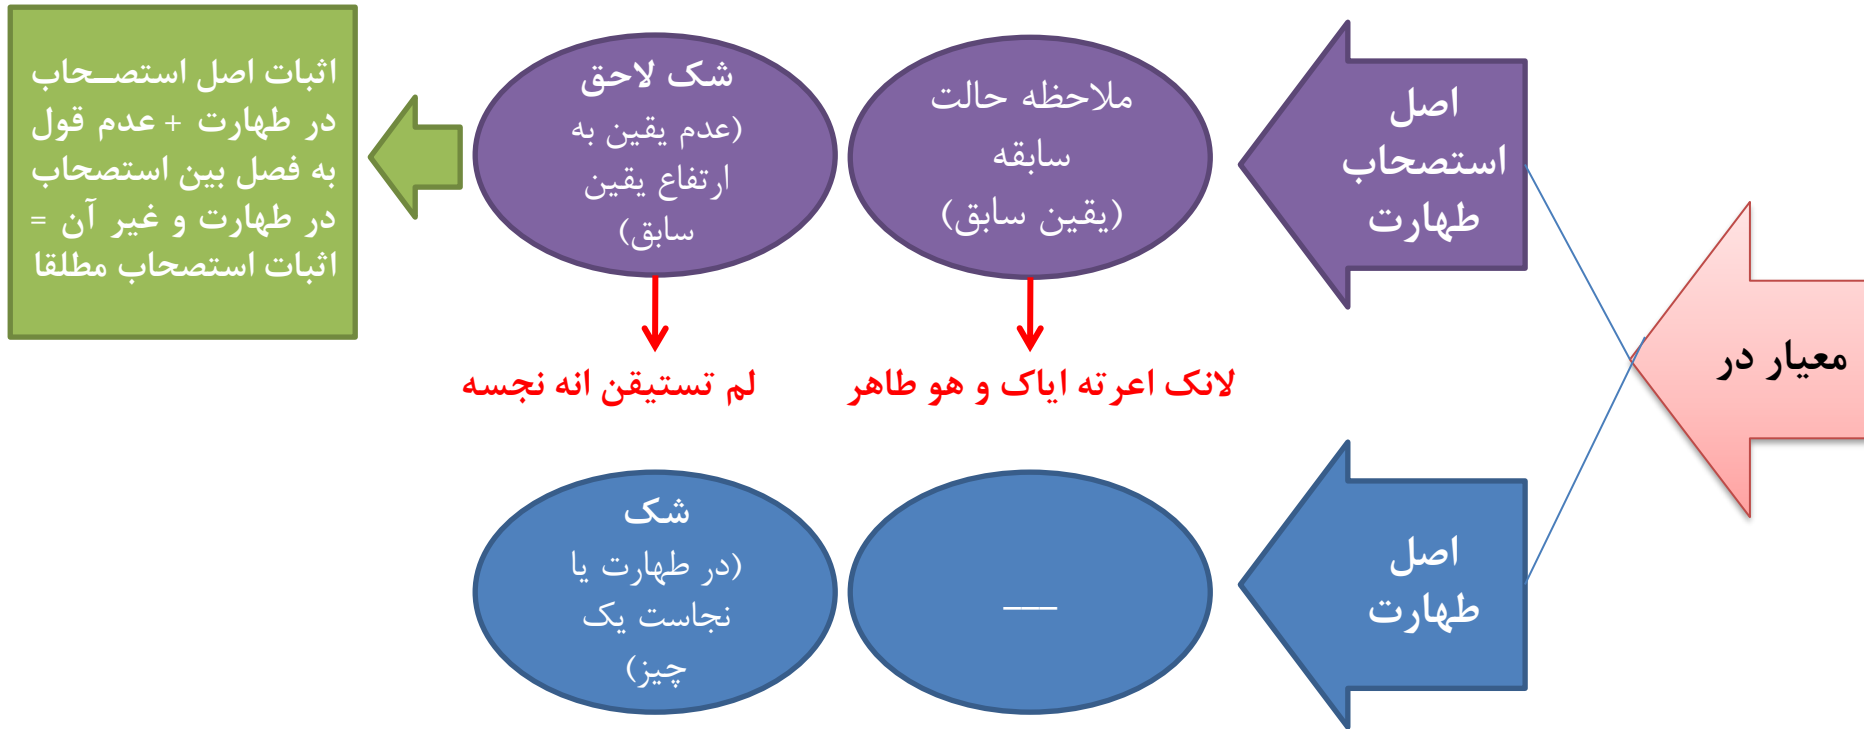 معیار در
اصل
استصحاب
طهارت
ملاحظه حالت
سابقه
(یقین سابق)
شک لاحق
(عدم یقین به
ارتفاع یقین
سابق)
اثبات اصل استصـحاب
در طهارت + عدم قول
به فصل بین استصحاب
در طهارت و غیر آن =
اثبات استصحاب مطلقا
لانک اعرته ایاک و هو طاهر
لم تستیقن انه نجسه
اصل
طهارت
___
شک
(در طهارت یا
نجاست یک
چیز)